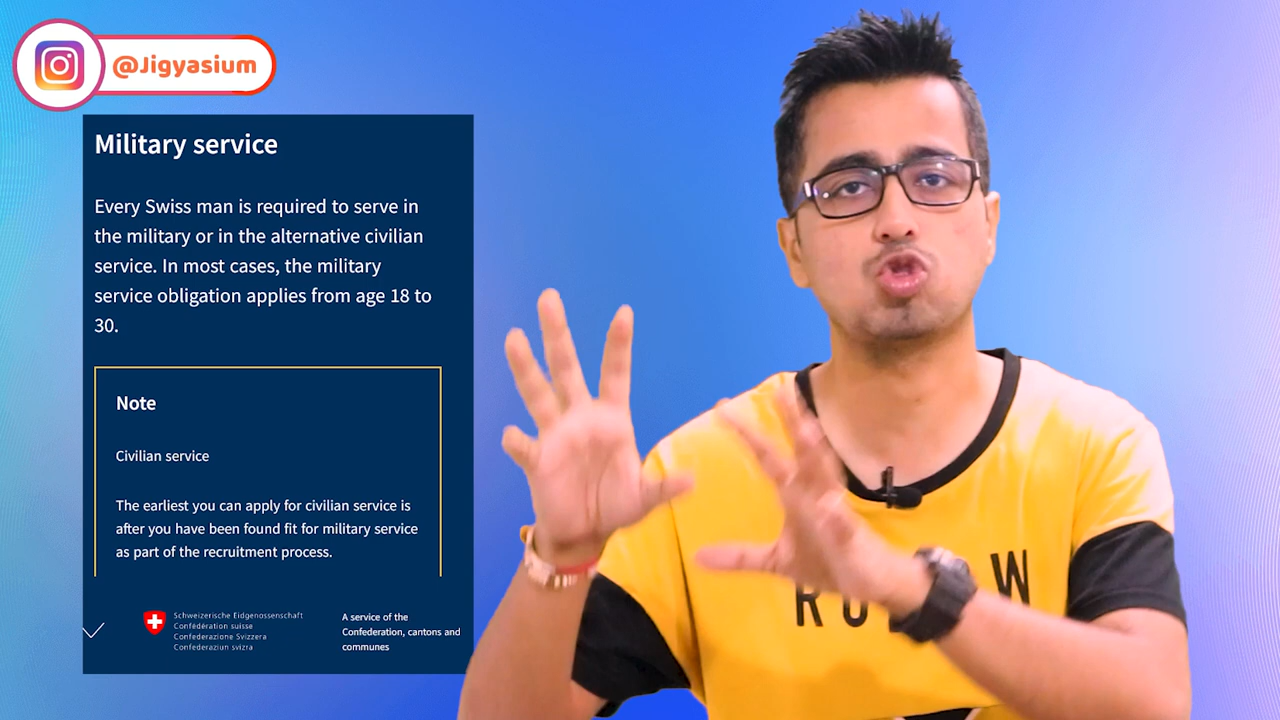 @Jigyasium
Military service
Every Swiss man is required to serve in
the military or in the alternative civilian
service. In most cases, the military
service obligation applies from age 18 to
30.
Note
Civilian service
The earliest you can apply for civilian service is
after you have been found fit for military service
as part of the recruitment process.
Schweizerische Eidgenossenschaft
Confédération suisse
Confederazione Svizzera
Confederaziun svizra
A service of the
Confederation, cantons and
communes